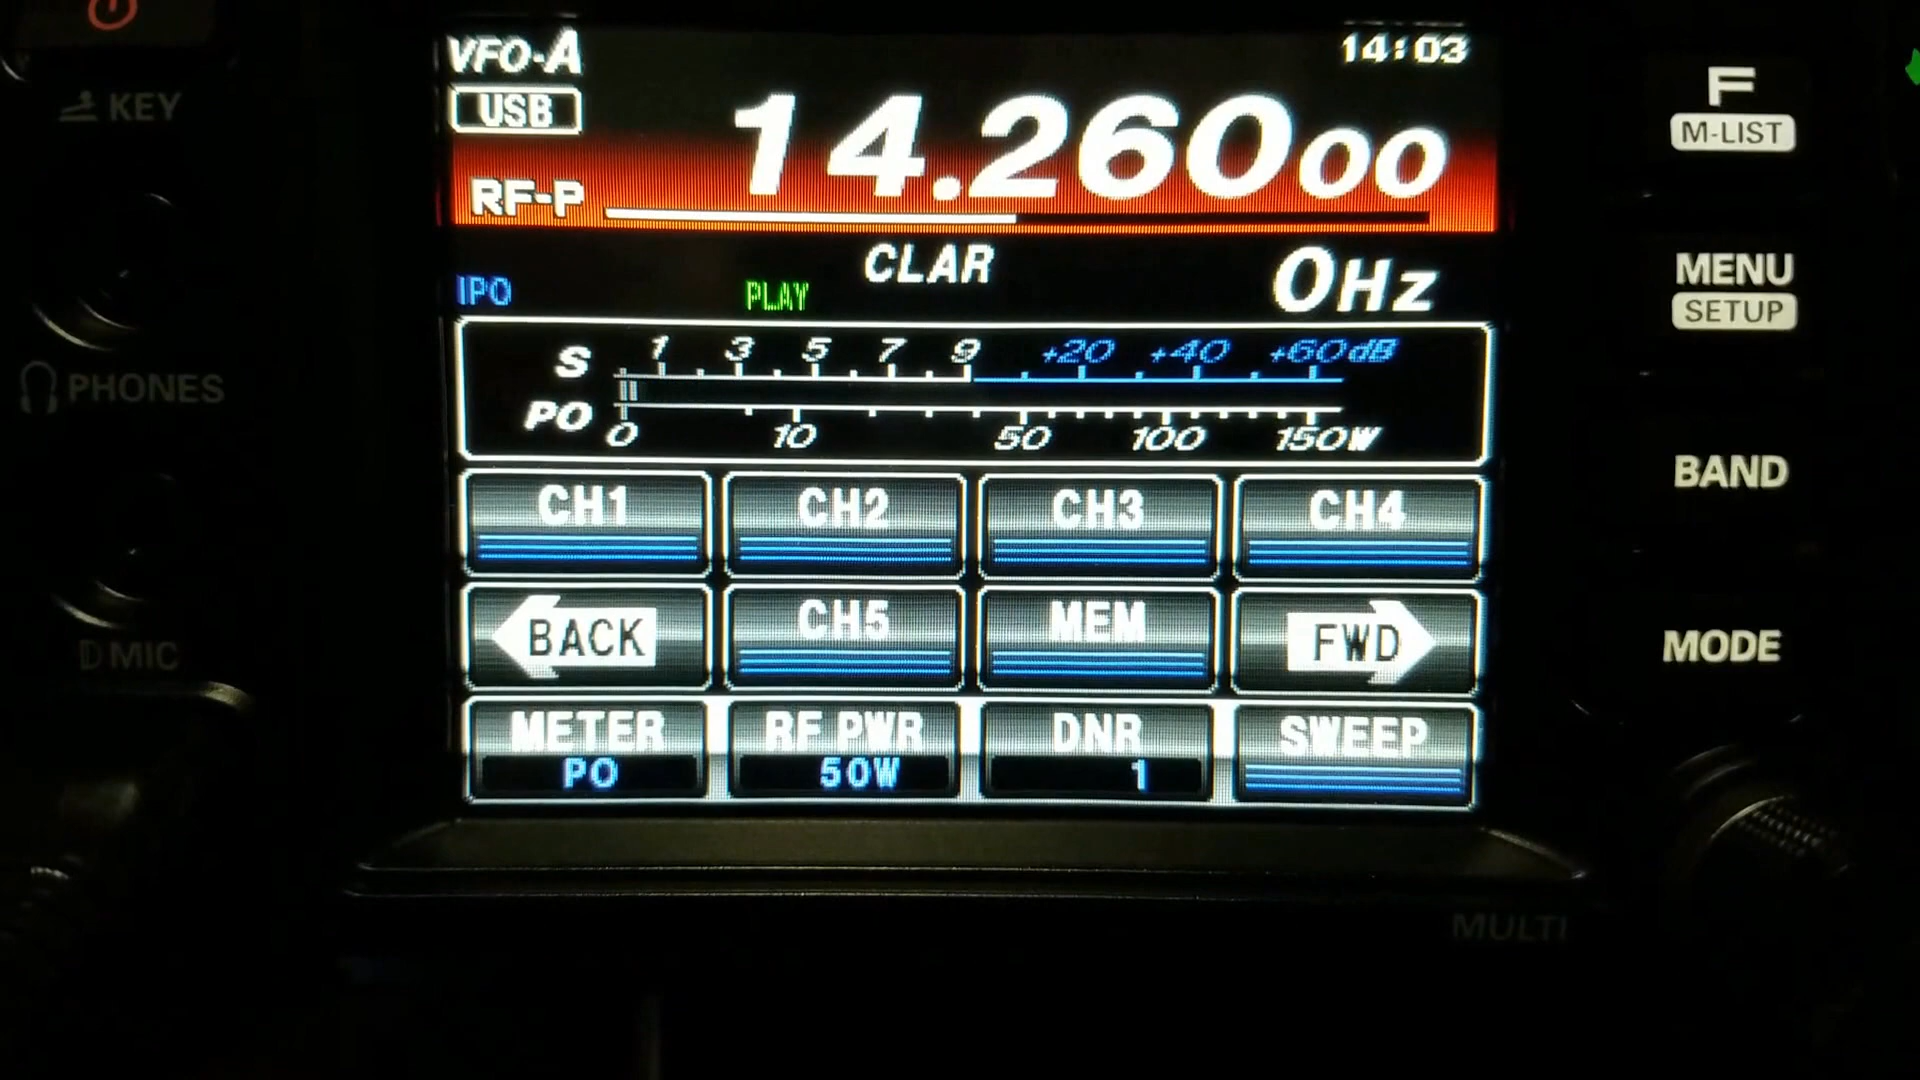 VFO-A
14:03
USB
14.26000
RF-P
CLAR
0Hz
IPO
PLAY
S 1 3 5 7 9 +20 +40 +60dB
PO 0 10 50 100 150W
CH1 CH2 CH3 CH4
BACK CH5 MEM FWD
METER RF PWR DNR SWEEP
PO 50W 1
KEY
PHONES
MIC
F
M-LIST
MENU
SETUP
BAND
MODE
MULTI